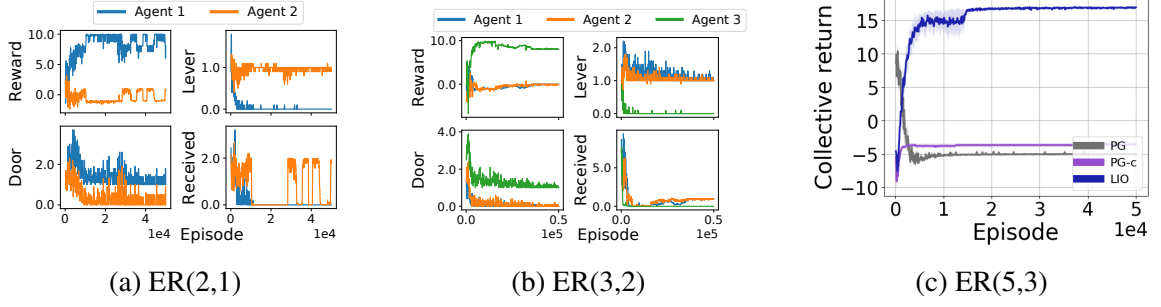 Agent 1 Agent 2
Reward
10.0
0.0
Lever
1.0
0.0
Door
2.0
0.0
0 2 4
1e4
Received
2.0
0.0
0 2 4
1e4
Episode
(a) ER(2,1)
Agent 1 Agent 2 Agent 3
Reward
10.0
0.0
Lever
2.0
1.0
0.0
Door
4.0
2.0
0.0
0.0 0.5
1e5
Received
5.0
0.0
0.0 0.5
1e5
Episode
(b) ER(3,2)
Collective return
15
10
5
0
−5
−10
0 1 2 3 4 5
1e4
Episode
PG
PG-c
LIO
(c) ER(5,3)